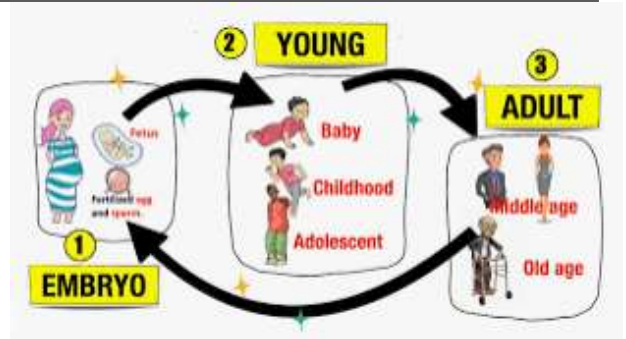 2 YOUNG
3
ADULT
Fetus
Fertilized egg
and sperm.
1
EMBRYO
Baby
Childhood
Adolescent
Middle age
Old age